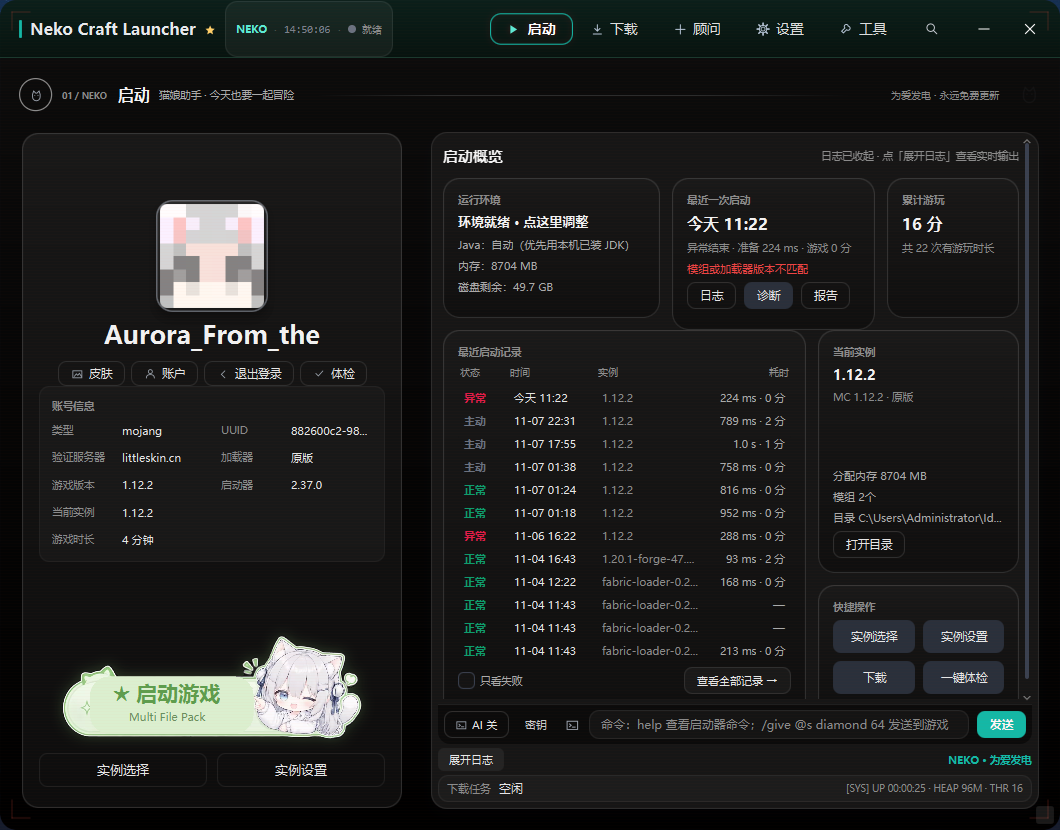 Neko Craft Launcher ★ NEKO · 14:50:06 · 就绪 启动 下载 顾问 设置 工具
01 / NEKO 启动 猫娘助手 · 今天也要一起冒险 为爱发电 · 永远免费更新
Aurora_From_the
皮肤 账户 退出登录 体检
账号信息
类型 mojang UUID 882600c2-98...
验证服务器 littleskin.cn 加载器 原版
游戏版本 1.12.2 启动器 2.37.0
当前实例 1.12.2
游戏时长 4 分钟
★ 启动游戏
Multi File Pack
实例选择 实例设置
启动概览 日志已收起 · 点「展开日志」查看实时输出
运行环境
环境就绪 • 点这里调整
Java：自动（优先用本机已装 JDK）
内存：8704 MB
磁盘剩余：49.7 GB
最近一次启动
今天 11:22
异常结束 · 准备 224 ms · 游戏 0 分
模组或加载器版本不匹配
日志 诊断 报告
累计游玩
16 分
共 22 次有游玩时长
最近启动记录
状态 时间 实例 耗时
异常 今天 11:22 1.12.2 224 ms · 0 分
主动 11-07 22:31 1.12.2 789 ms · 2 分
主动 11-07 17:55 1.12.2 1.0 s · 1 分
主动 11-07 01:38 1.12.2 758 ms · 0 分
正常 11-07 01:24 1.12.2 816 ms · 0 分
正常 11-07 01:18 1.12.2 952 ms · 0 分
异常 11-06 16:22 1.12.2 288 ms · 0 分
正常 11-04 16:43 1.20.1-forge-47.... 93 ms · 2 分
正常 11-04 12:22 fabric-loader-0.2... 168 ms · 0 分
正常 11-04 11:43 fabric-loader-0.2... —
正常 11-04 11:43 fabric-loader-0.2... —
正常 11-04 11:43 fabric-loader-0.2... 213 ms · 0 分
只看失败 查看全部记录 →
当前实例
1.12.2
MC 1.12.2 · 原版
分配内存 8704 MB
模组 2个
目录 C:\Users\Administrator\Id...
打开目录
快捷操作
实例选择 实例设置
下载 一键体检
AI 关 密钥 命令：help 查看启动器命令；/give @s diamond 64 发送到游戏 发送
展开日志 NEKO • 为爱发电
下载任务 空闲 [SYS] UP 00:00:25 · HEAP 96M · THR 16